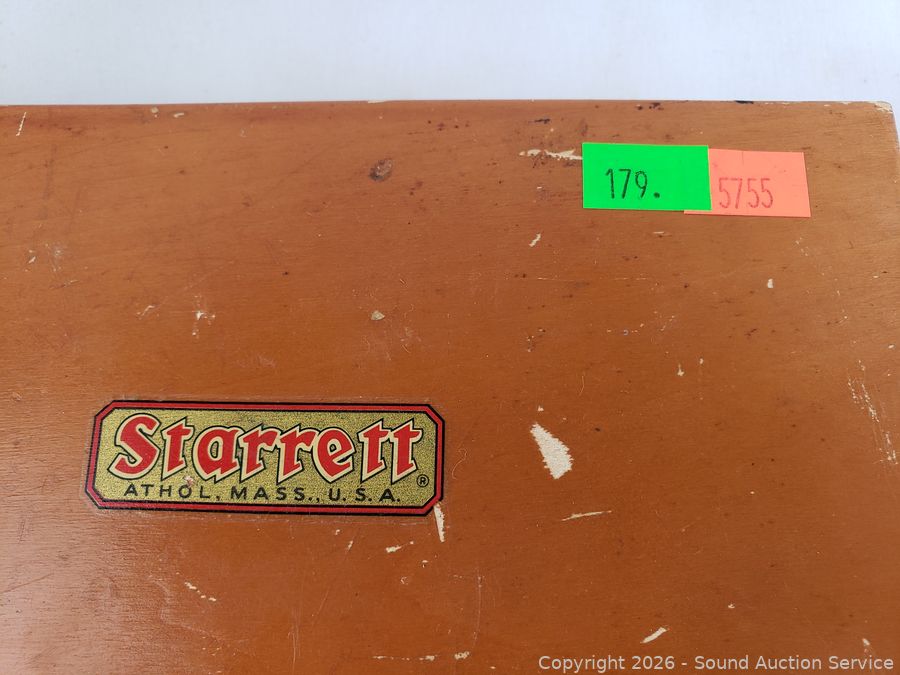 179.
5755
Starrett®
ATHOL, MASS., U.S.A.
Copyright 2026 - Sound Auction Service